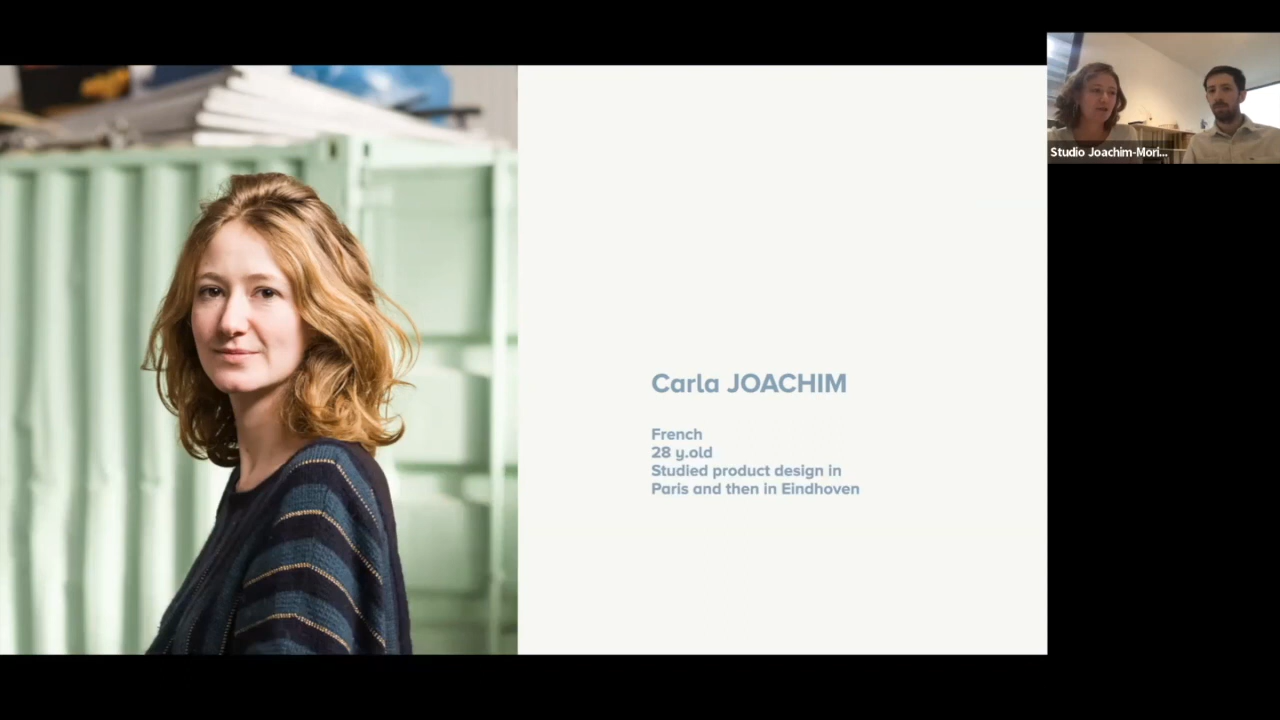 Carla JOACHIM
French
28 y.old
Studied product design in
Paris and then in Eindhoven
Studio Joachim-Mori...